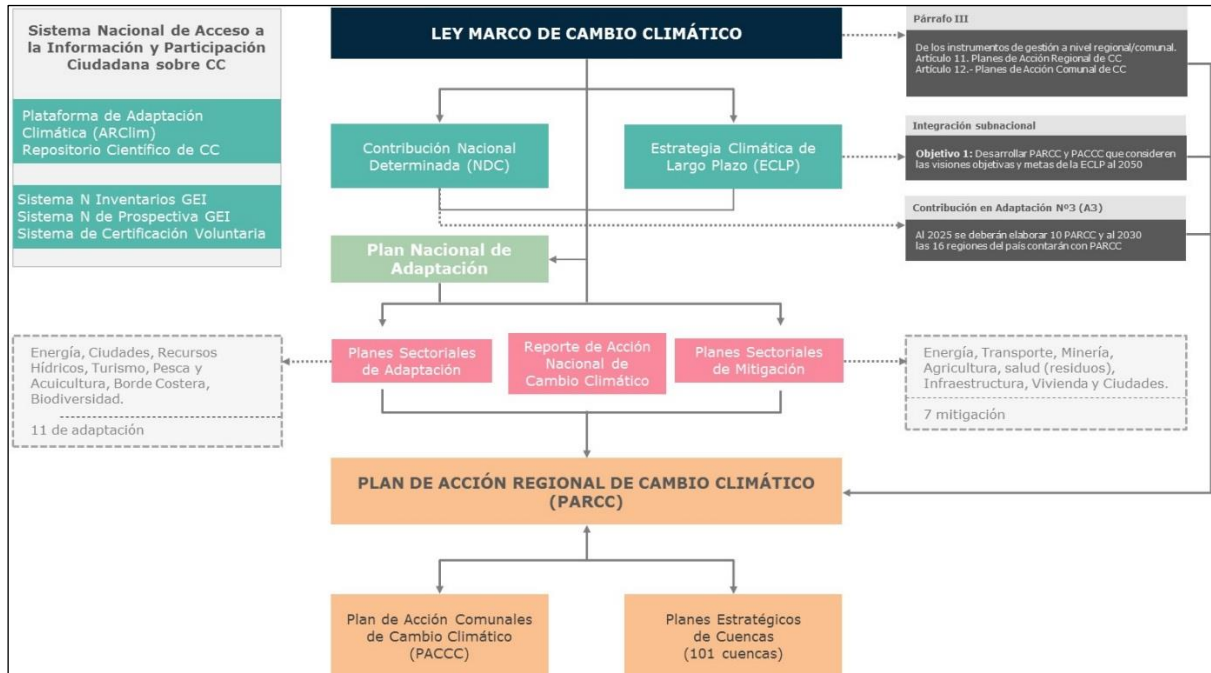 Sistema Nacional de Acceso a
la Información y Participación
Ciudadana sobre CC
Plataforma de Adaptación
Climática (ARClim)
Repositorio Científico de CC
Sistema N Inventarios GEI
Sistema N de Prospectiva GEI
Sistema de Certificación Voluntaria
LEY MARCO DE CAMBIO CLIMÁTICO
Párrafo III
De los instrumentos de gestión a nivel regional/comunal.
Artículo 11. Planes de Acción Regional de CC
Artículo 12.- Planes de Acción Comunal de CC
Contribución Nacional
Determinada (NDC)
Estrategia Climática de
Largo Plazo (ECLP)
Integración subnacional
Objetivo 1: Desarrollar PARCC y PACCC que consideren
las visiones objetivas y metas de la ECLP al 2050
Contribución en Adaptación Nº3 (A3)
Al 2025 se deberán elaborar 10 PARCC y al 2030
las 16 regiones del país contarán con PARCC
Plan Nacional de
Adaptación
Energía, Ciudades, Recursos
Hídricos, Turismo, Pesca y
Acuicultura, Borde Costera,
Biodiversidad.
11 de adaptación
Planes Sectoriales
de Adaptación
Reporte de Acción
Nacional de
Cambio Climático
Planes Sectoriales
de Mitigación
Energía, Transporte, Minería,
Agricultura, salud (residuos),
Infraestructura, Vivienda y Ciudades.
7 mitigación
PLAN DE ACCIÓN REGIONAL DE CAMBIO CLIMÁTICO
(PARCC)
Plan de Acción Comunales
de Cambio Climático
(PACCC)
Planes Estratégicos
de Cuencas
(101 cuencas)